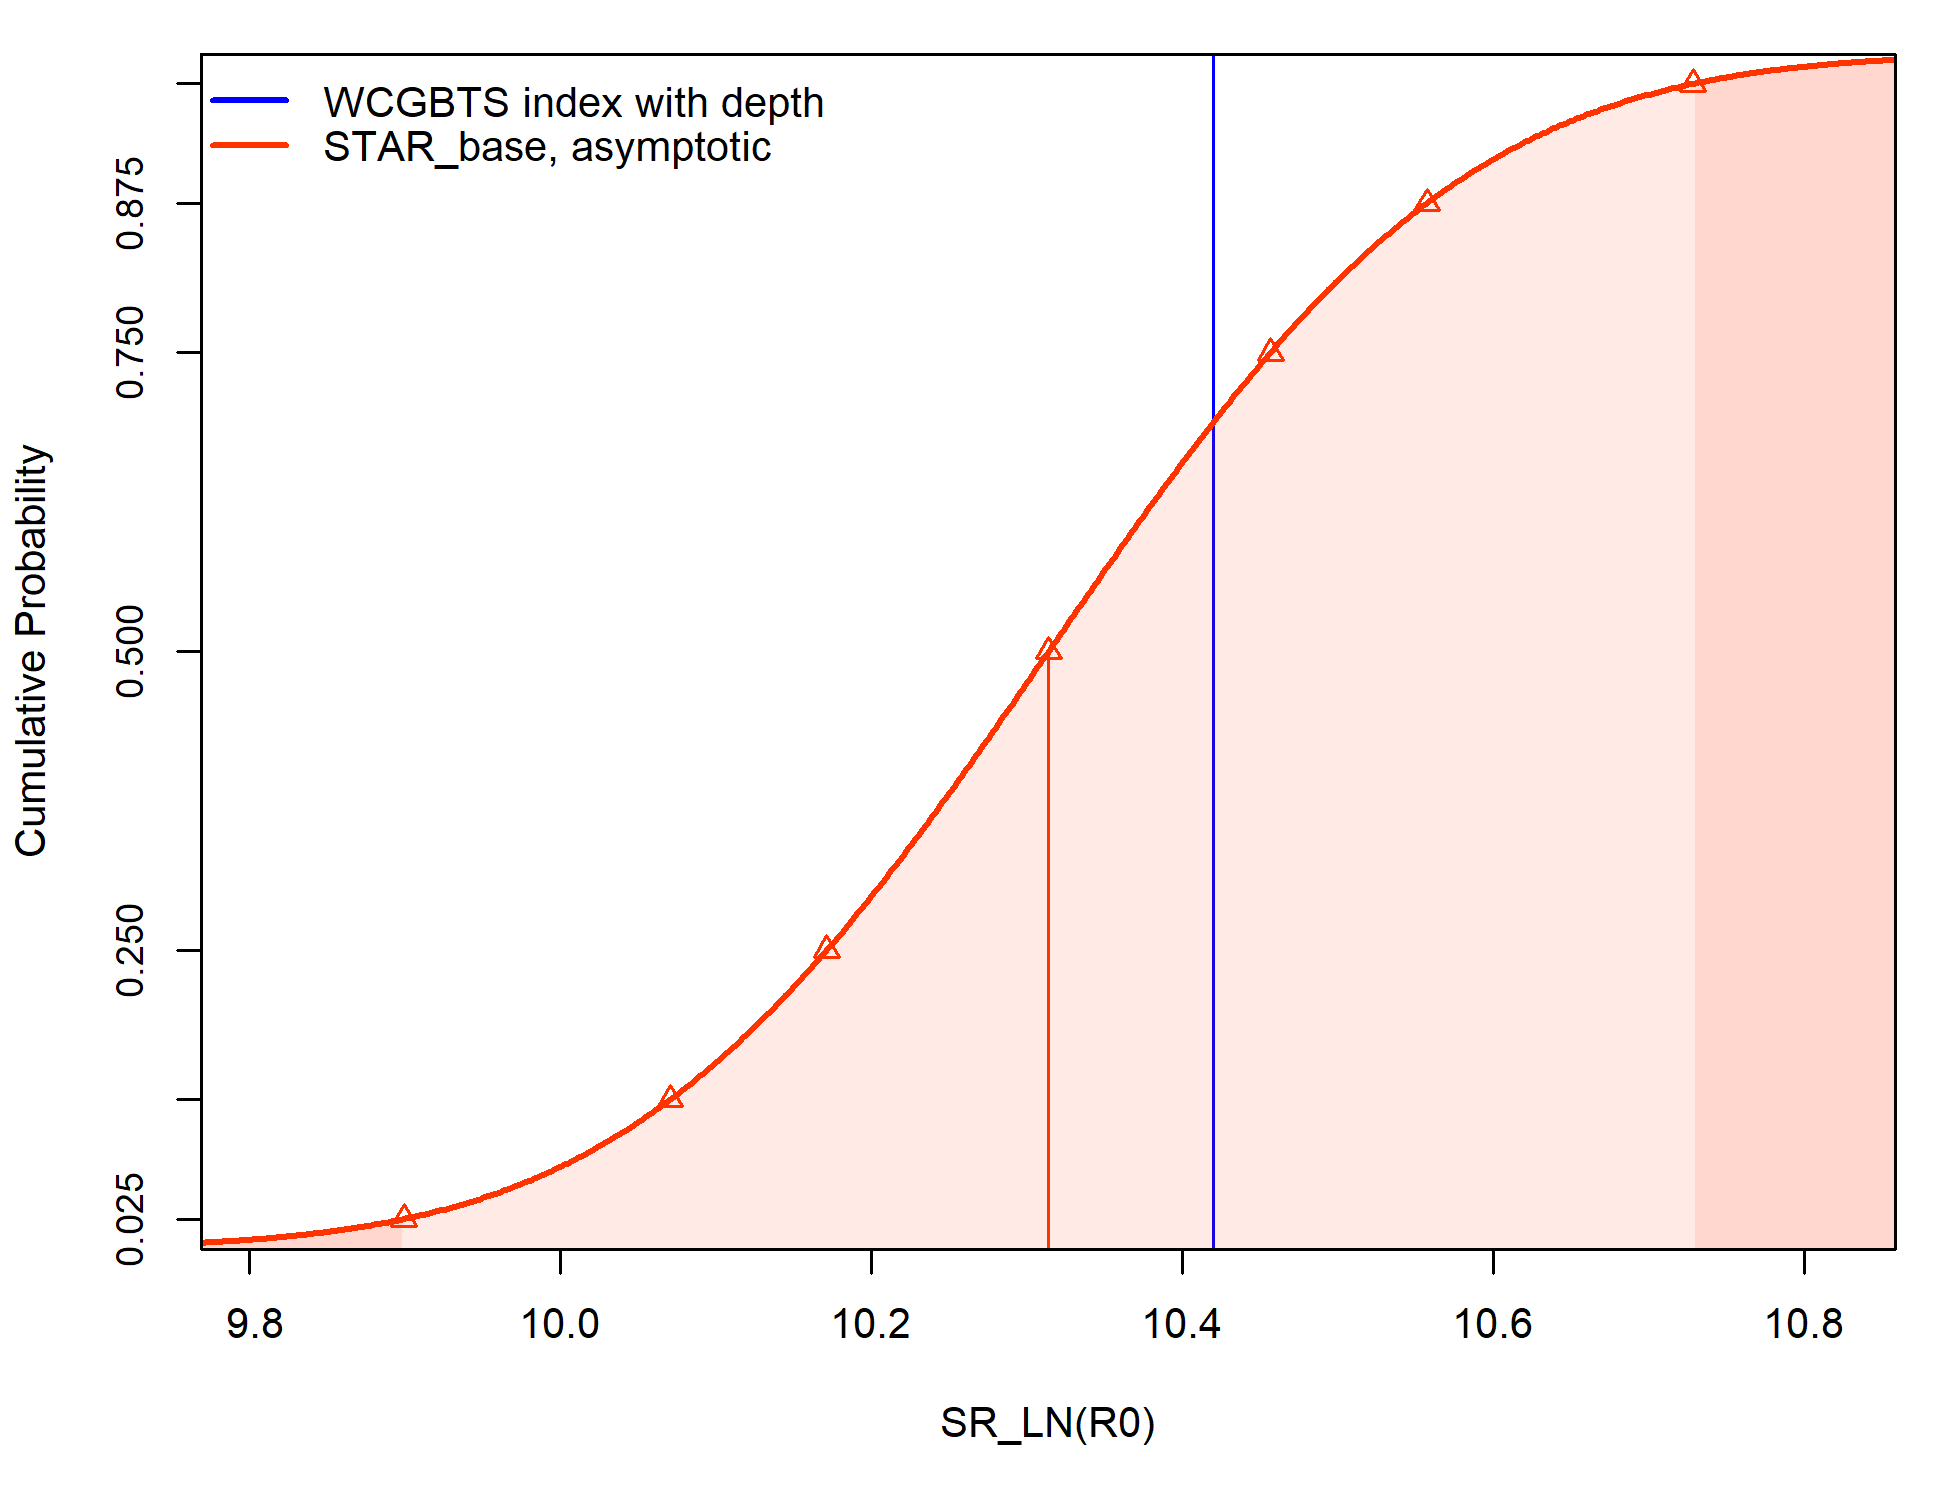 WCGBTS index with depth
STAR_base, asymptotic
0.875
0.750
0.500
0.250
0.025
Cumulative Probability
9.8 10.0 10.2 10.4 10.6 10.8
SR_LN(R0)